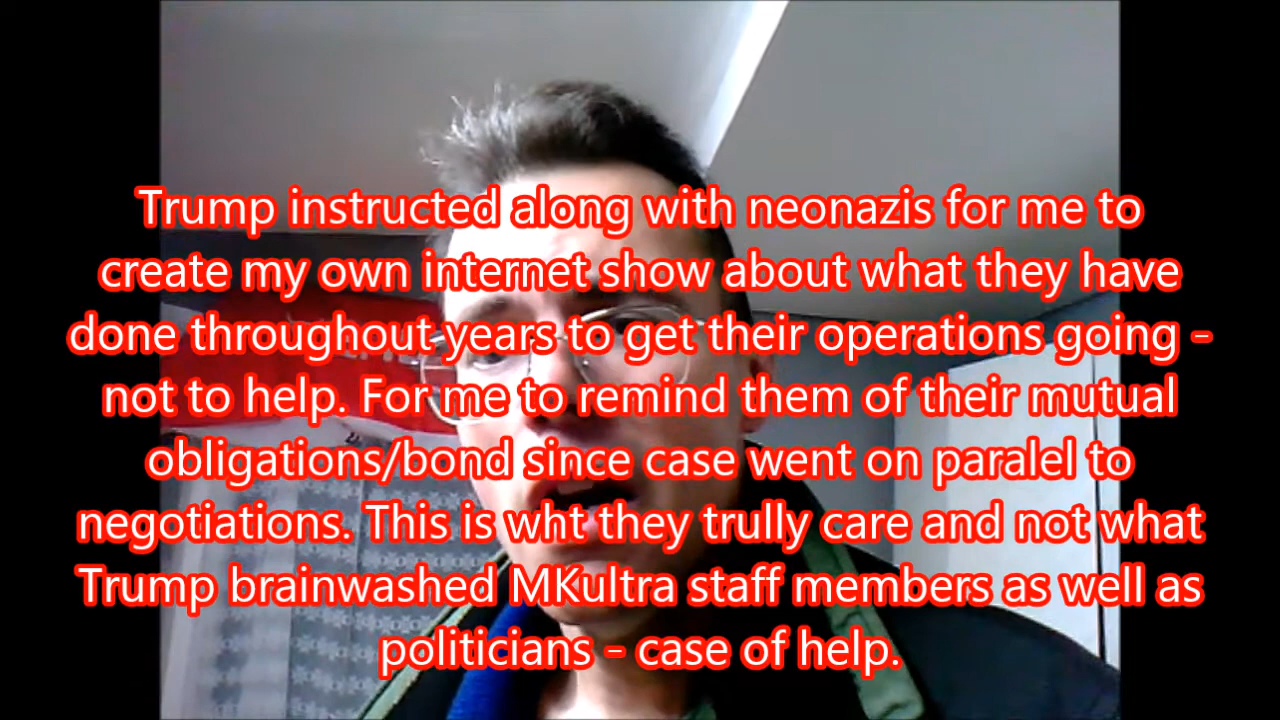 Trump instructed along with neonazis for me to
create my own internet show about what they have
done throughout years to get their operations going -
not to help. For me to remind them of their mutual
obligations/bond since case went on paralel to
negotiations. This is wht they trully care and not what
Trump brainwashed MKultra staff members as well as
politicians - case of help.